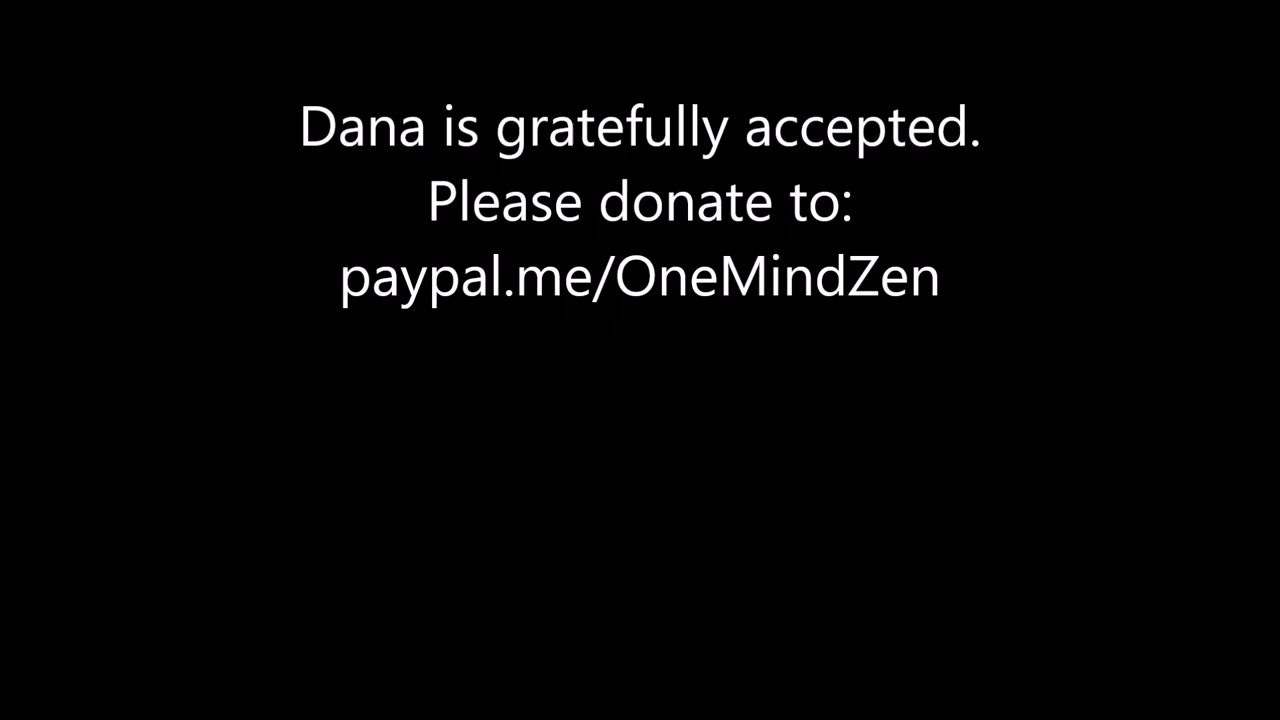 Dana is gratefully accepted.
Please donate to:
paypal.me/OneMindZen